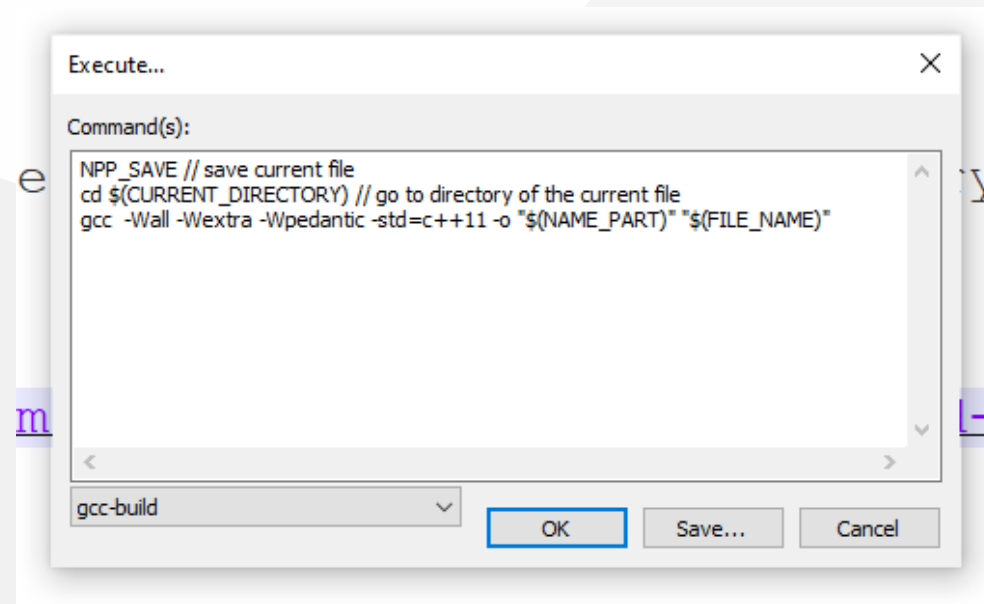 Execute...
Command(s):
NPP_SAVE // save current file
cd $(CURRENT_DIRECTORY) // go to directory of the current file
gcc  -Wall -Wextra -Wpedantic -std=c++11 -o "$(NAME_PART)" "$(FILE_NAME)"
e
y
m
l-
gcc-build
OK
Save...
Cancel